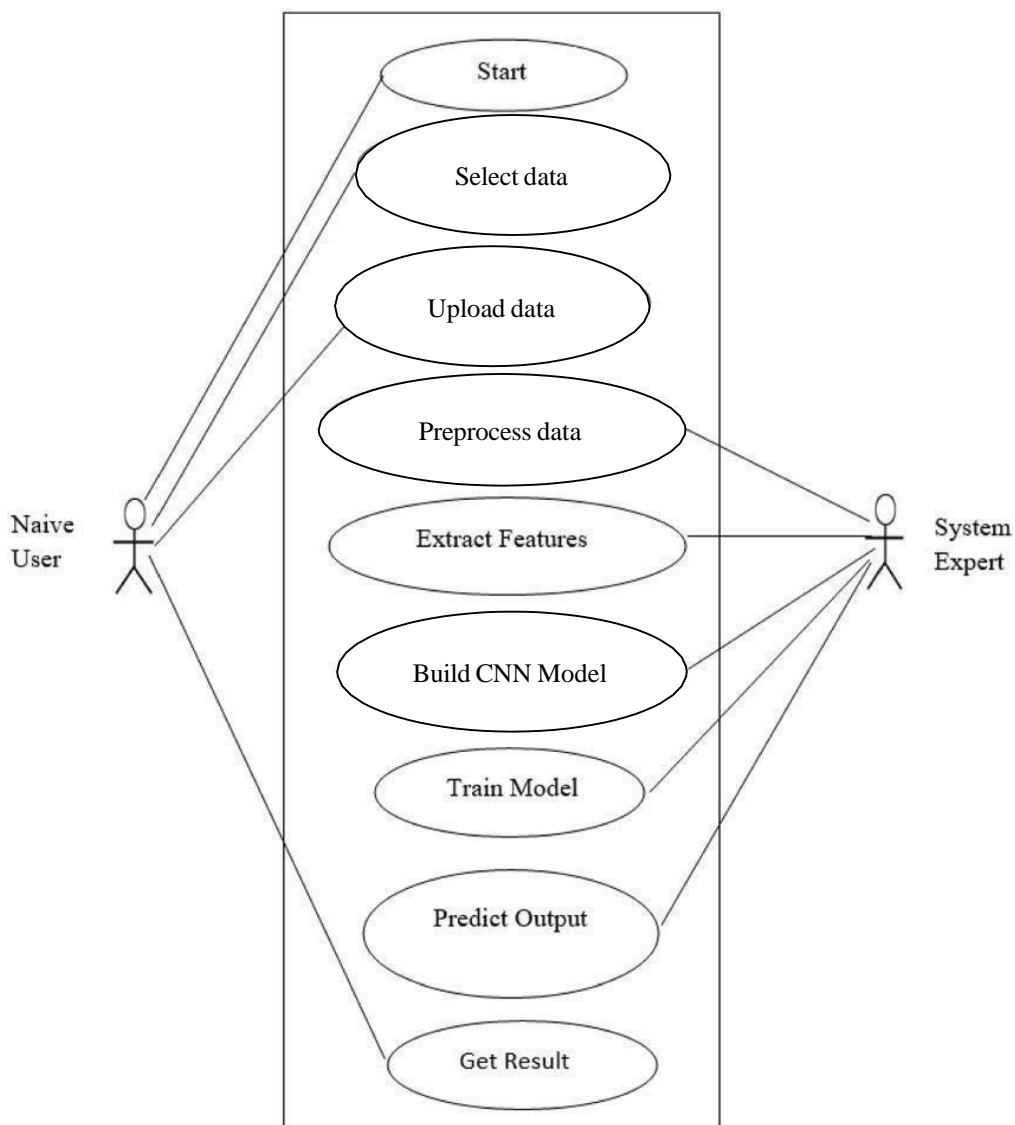 Start
Select data
Upload data
Preprocess data
Naive
User
Extract Features
System
Expert
Build CNN Model
Train Model
Predict Output
Get Result